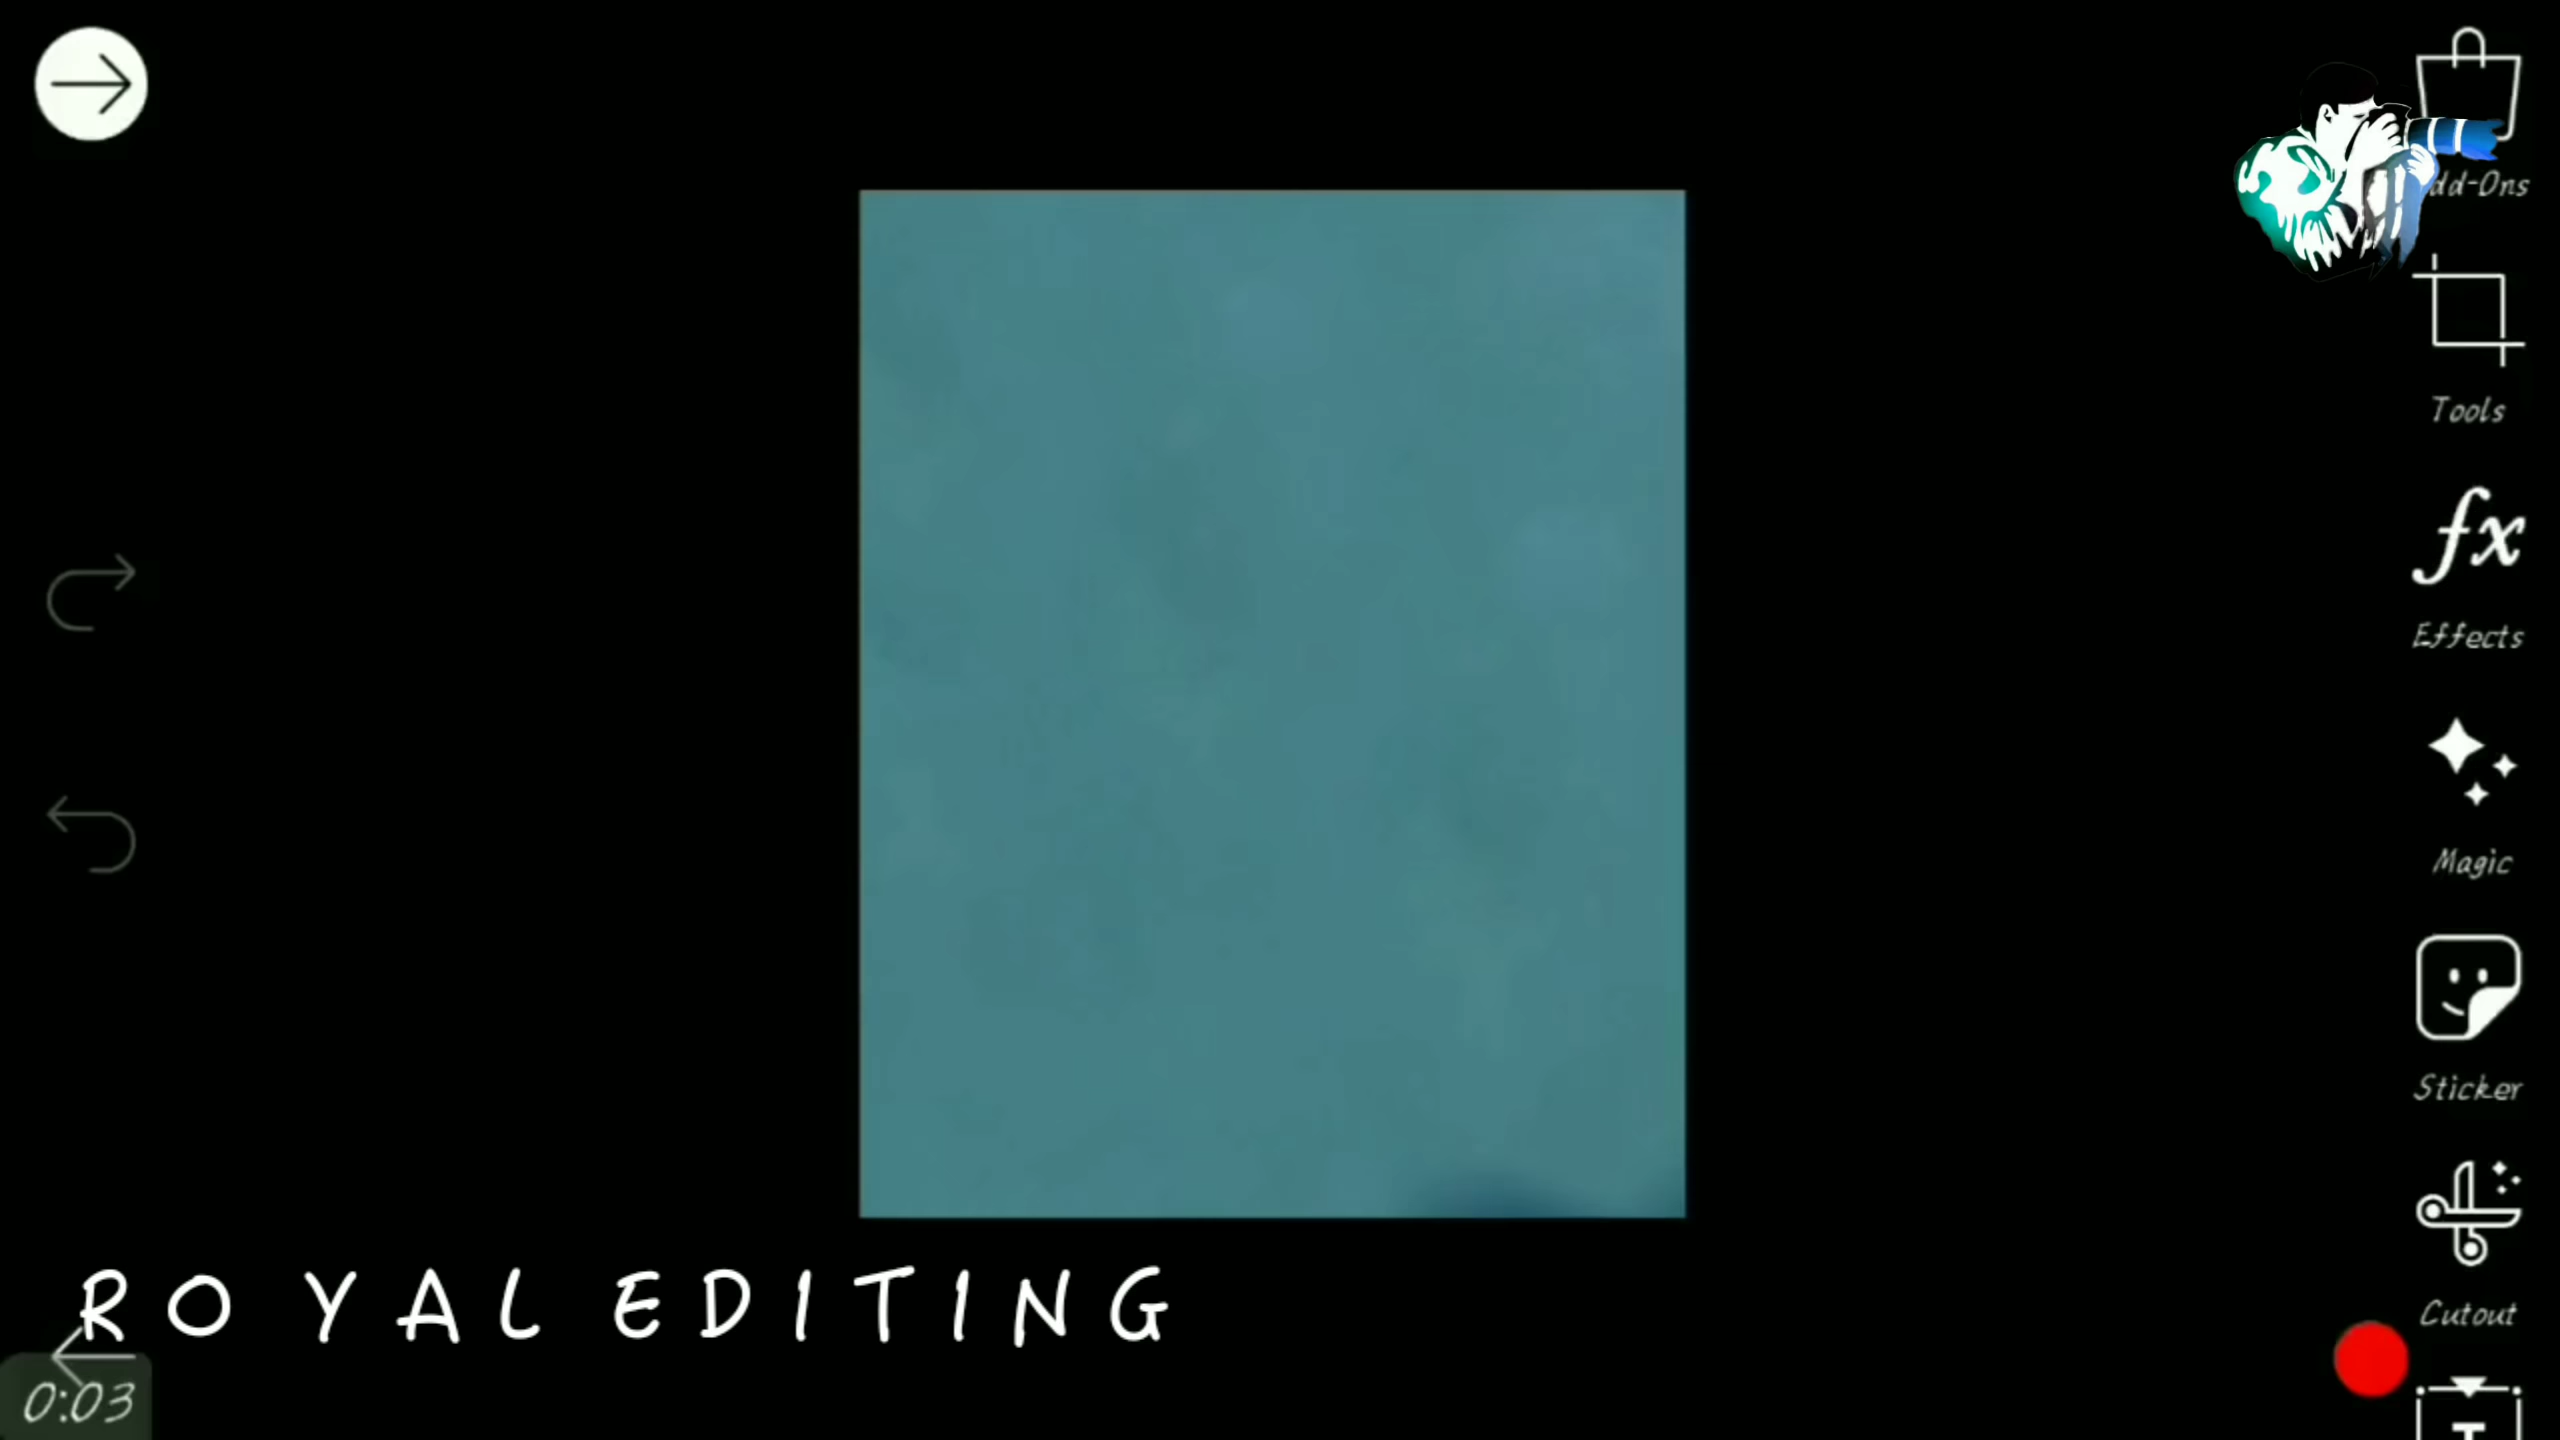 dd-Ons
Tools
fx
Effects
Magic
Sticker
Cutout
T
ROYAL EDITING
0:03